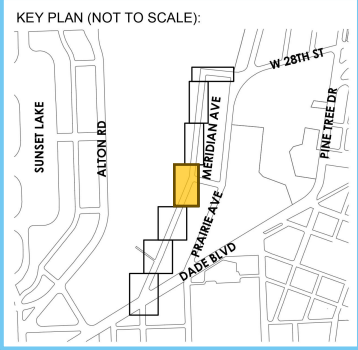 KEY PLAN (NOT TO SCALE):
W 28TH ST
SUNSET LAKE
ALTON RD
MERIDIAN AVE
PINE TREE DR
PRAIRIE AVE
DADE BLVD